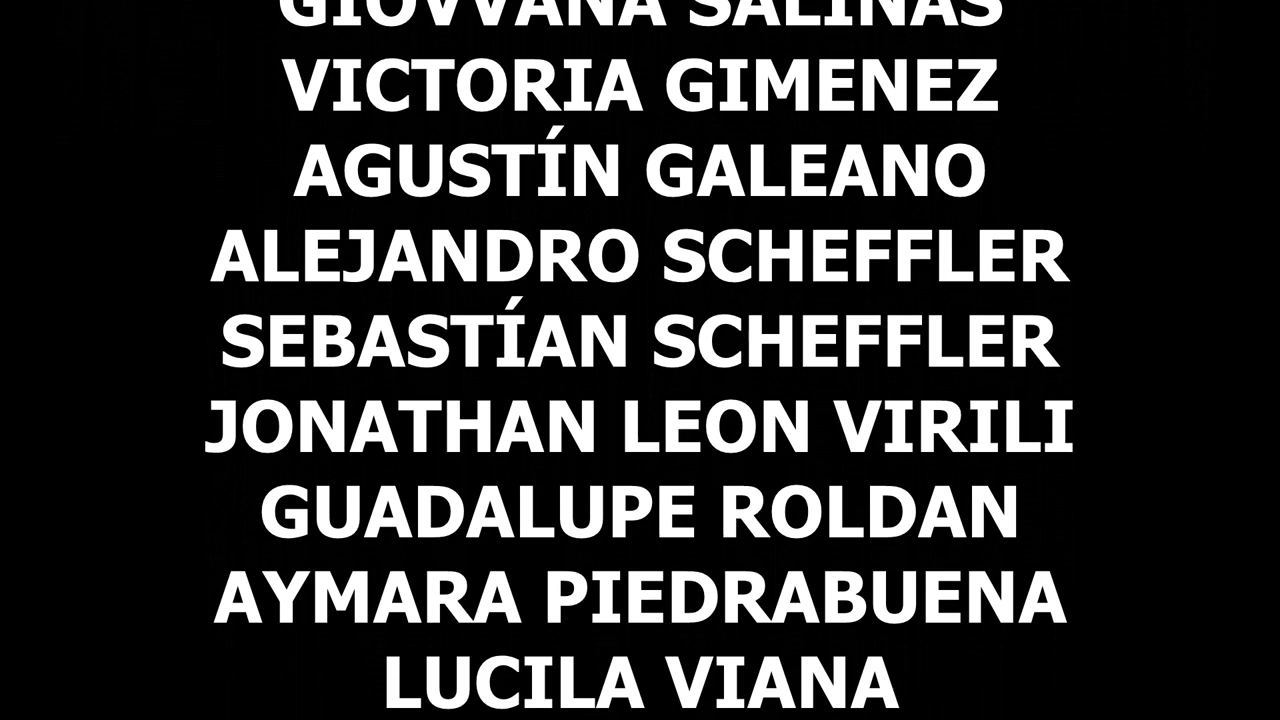 GIOVVANA SALINAS
VICTORIA GIMENEZ
AGUSTÍN GALEANO
ALEJANDRO SCHEFFLER
SEBASTÍAN SCHEFFLER
JONATHAN LEON VIRILI
GUADALUPE ROLDAN
AYMARA PIEDRABUENA
LUCILA VIANA